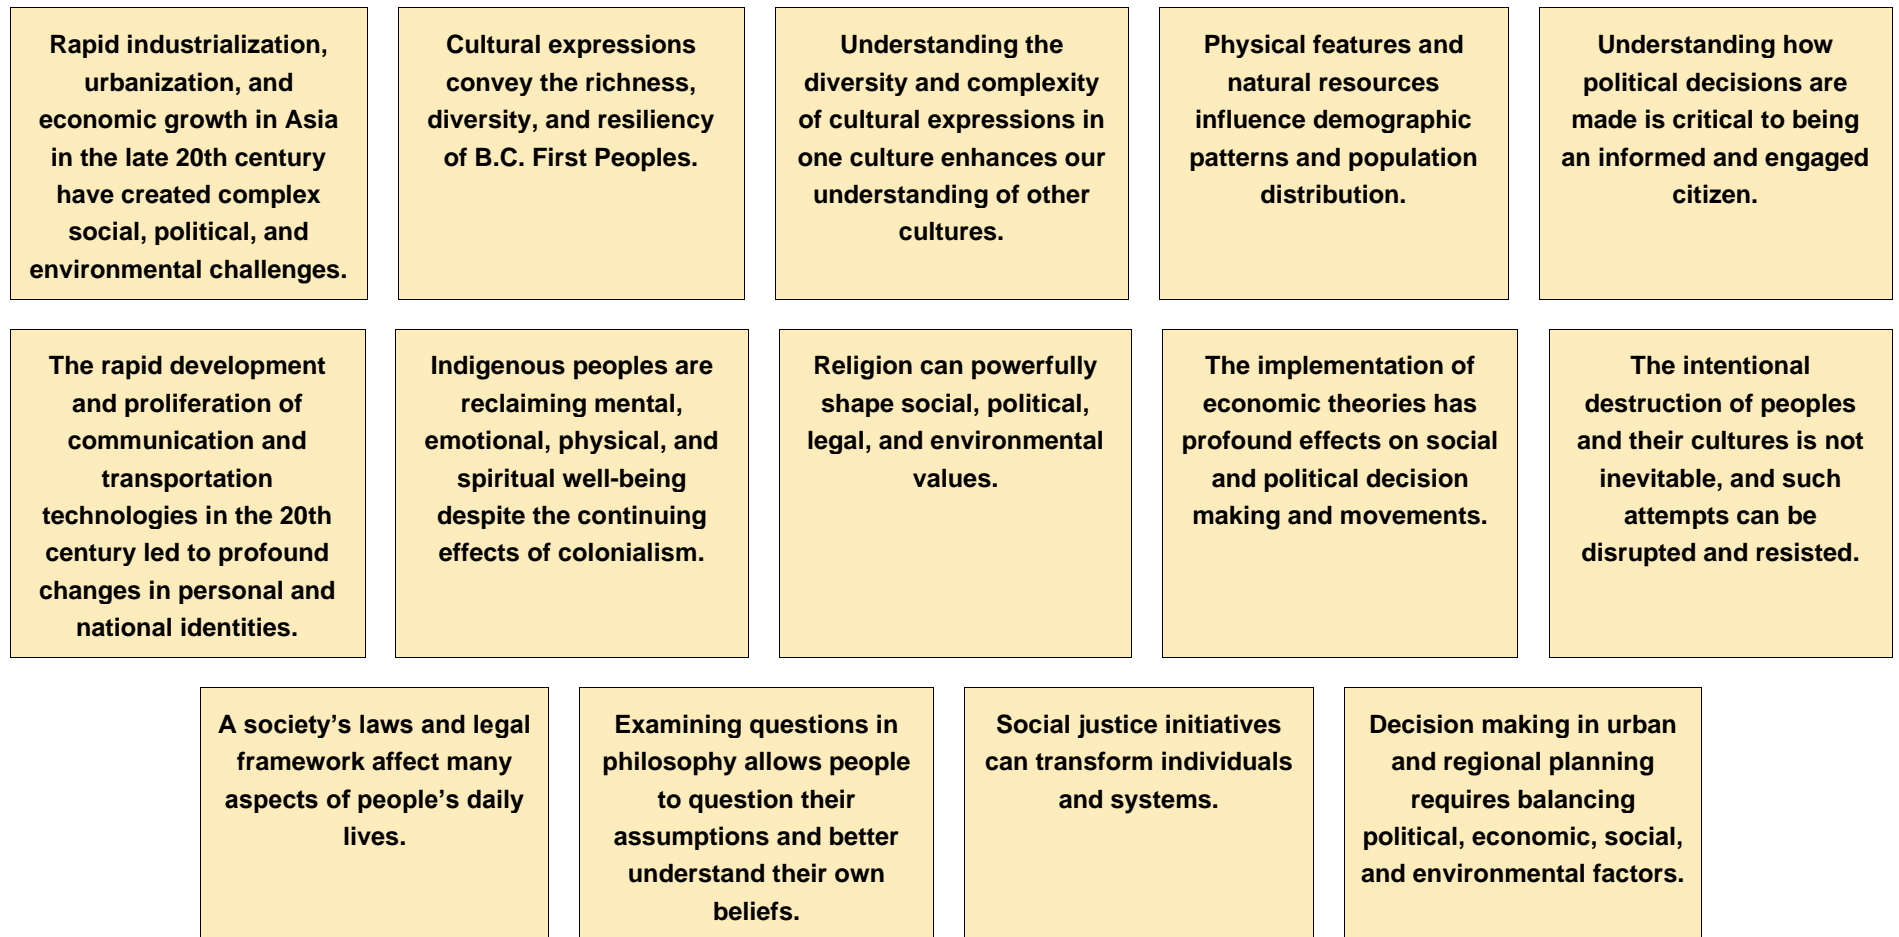 Rapid industrialization,
urbanization, and
economic growth in Asia
in the late 20th century
have created complex
social, political, and
environmental challenges.
Cultural expressions
convey the richness,
diversity, and resiliency
of B.C. First Peoples.
Understanding the
diversity and complexity
of cultural expressions in
one culture enhances our
understanding of other
cultures.
Physical features and
natural resources
influence demographic
patterns and population
distribution.
Understanding how
political decisions are
made is critical to being
an informed and engaged
citizen.
The rapid development
and proliferation of
communication and
transportation
technologies in the 20th
century led to profound
changes in personal and
national identities.
Indigenous peoples are
reclaiming mental,
emotional, physical, and
spiritual well-being
despite the continuing
effects of colonialism.
Religion can powerfully
shape social, political,
legal, and environmental
values.
The implementation of
economic theories has
profound effects on social
and political decision
making and movements.
The intentional
destruction of peoples
and their cultures is not
inevitable, and such
attempts can be
disrupted and resisted.
A society’s laws and legal
framework affect many
aspects of people’s daily
lives.
Examining questions in
philosophy allows people
to question their
assumptions and better
understand their own
beliefs.
Social justice initiatives
can transform individuals
and systems.
Decision making in urban
and regional planning
requires balancing
political, economic, social,
and environmental factors.